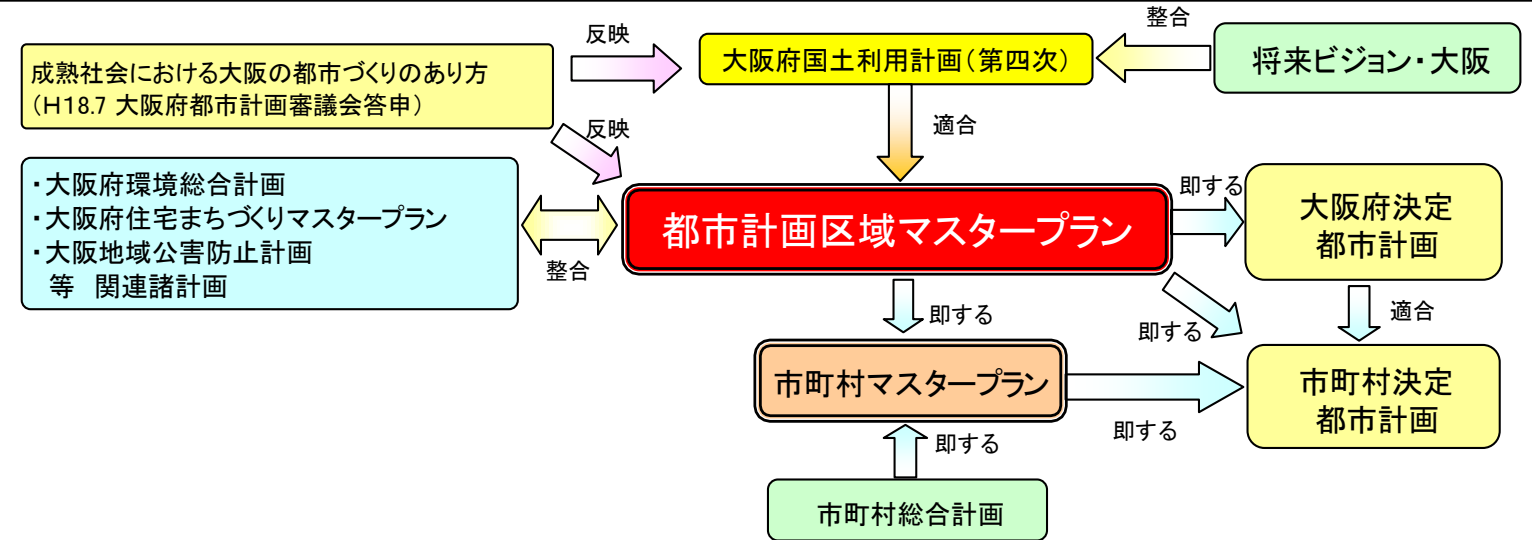 反映
整合
成熟社会における大阪の都市づくりのあり方
(H18.7 大阪府都市計画審議会答申)
大阪府国土利用計画(第四次)
将来ビジョン・大阪
反映
適合
・大阪府環境総合計画
・大阪府住宅まちづくりマスタープラン
・大阪地域公害防止計画
等 関連諸計画
整合
都市計画区域マスタープラン
即する
大阪府決定
都市計画
即する
即する
適合
市町村マスタープラン
即する
市町村決定
都市計画
即する
市町村総合計画